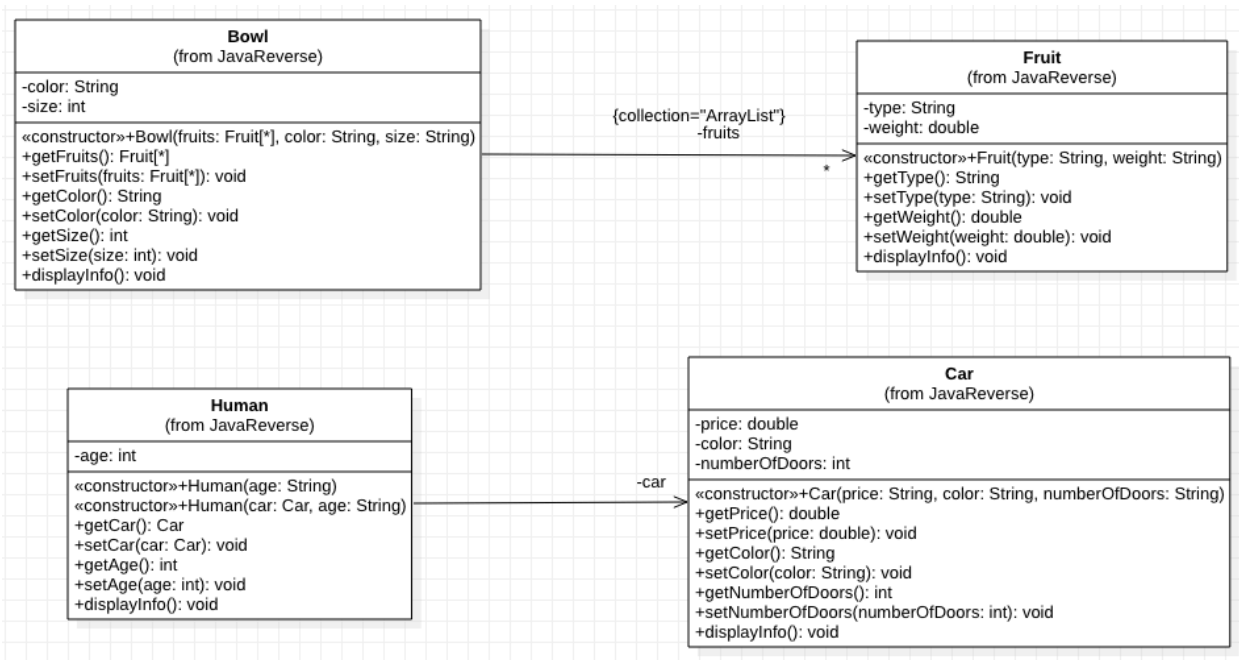 Bowl
(from JavaReverse)
-color: String
-size: int
«constructor»+Bowl(fruits: Fruit[*], color: String, size: String)
+getFruits(): Fruit[*]
+setFruits(fruits: Fruit[*]): void
+getColor(): String
+setColor(color: String): void
+getSize(): int
+setSize(size: int): void
+displayInfo(): void
{collection="ArrayList"}
-fruits
*
Fruit
(from JavaReverse)
-type: String
-weight: double
«constructor»+Fruit(type: String, weight: String)
+getType(): String
+setType(type: String): void
+getWeight(): double
+setWeight(weight: double): void
+displayInfo(): void
Human
(from JavaReverse)
-age: int
«constructor»+Human(age: String)
«constructor»+Human(car: Car, age: String)
+getCar(): Car
+setCar(car: Car): void
+getAge(): int
+setAge(age: int): void
+displayInfo(): void
-car
Car
(from JavaReverse)
-price: double
-color: String
-numberOfDoors: int
«constructor»+Car(price: String, color: String, numberOfDoors: String)
+getPrice(): double
+setPrice(price: double): void
+getColor(): String
+setColor(color: String): void
+getNumberOfDoors(): int
+setNumberOfDoors(numberOfDoors: int): void
+displayInfo(): void